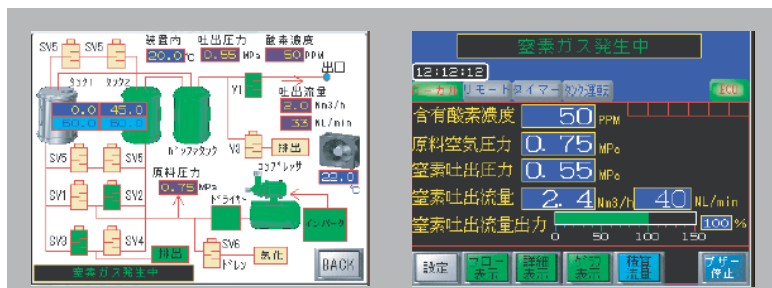 装置内 吐出圧力 酸素濃度
SV5 SV5 20.0℃ 0.55 MPa 50 PPM
出口
タンク1 タンク2 V1 吐出流量
0.0 45.0 2.0 Nm3/h
60.0 60.0 33 NL/min
バッファタンク V3 排出
SV5 SV5 コンプレッサ
原料圧力 22.0
0.75 MPa ℃
SV1 SV2 ドライヤー
インバータ
SV3 SV4 排出 SV6 気化
ドレン
窒素ガス発生中 BACK
窒素ガス発生中
12:12:12
ローカル リモート タイマー タンク運転 ECO
含有酸素濃度 50 PPM
原料空気圧力 0.75 MPa
窒素吐出圧力 0.55 MPa
窒素吐出流量 2.4 Nm3/h 40 NL/min
窒素吐出流量出力 100 %
0 50 100 150
設定 フロー表示 詳細表示 グラフ表示 積算流量 ブザー停止